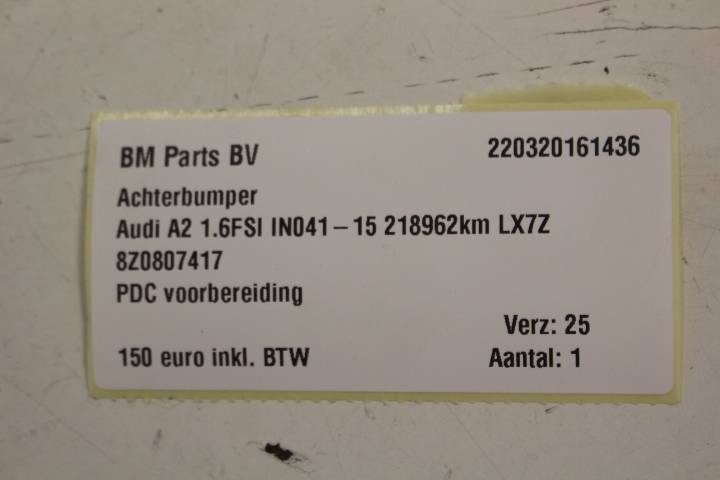 BM Parts BV 220320161436
Achterbumper
Audi A2 1.6FSI IN041-15 218962km LX7Z
8Z0807417
PDC voorbereiding
Verz: 25
150 euro inkl. BTW Aantal: 1